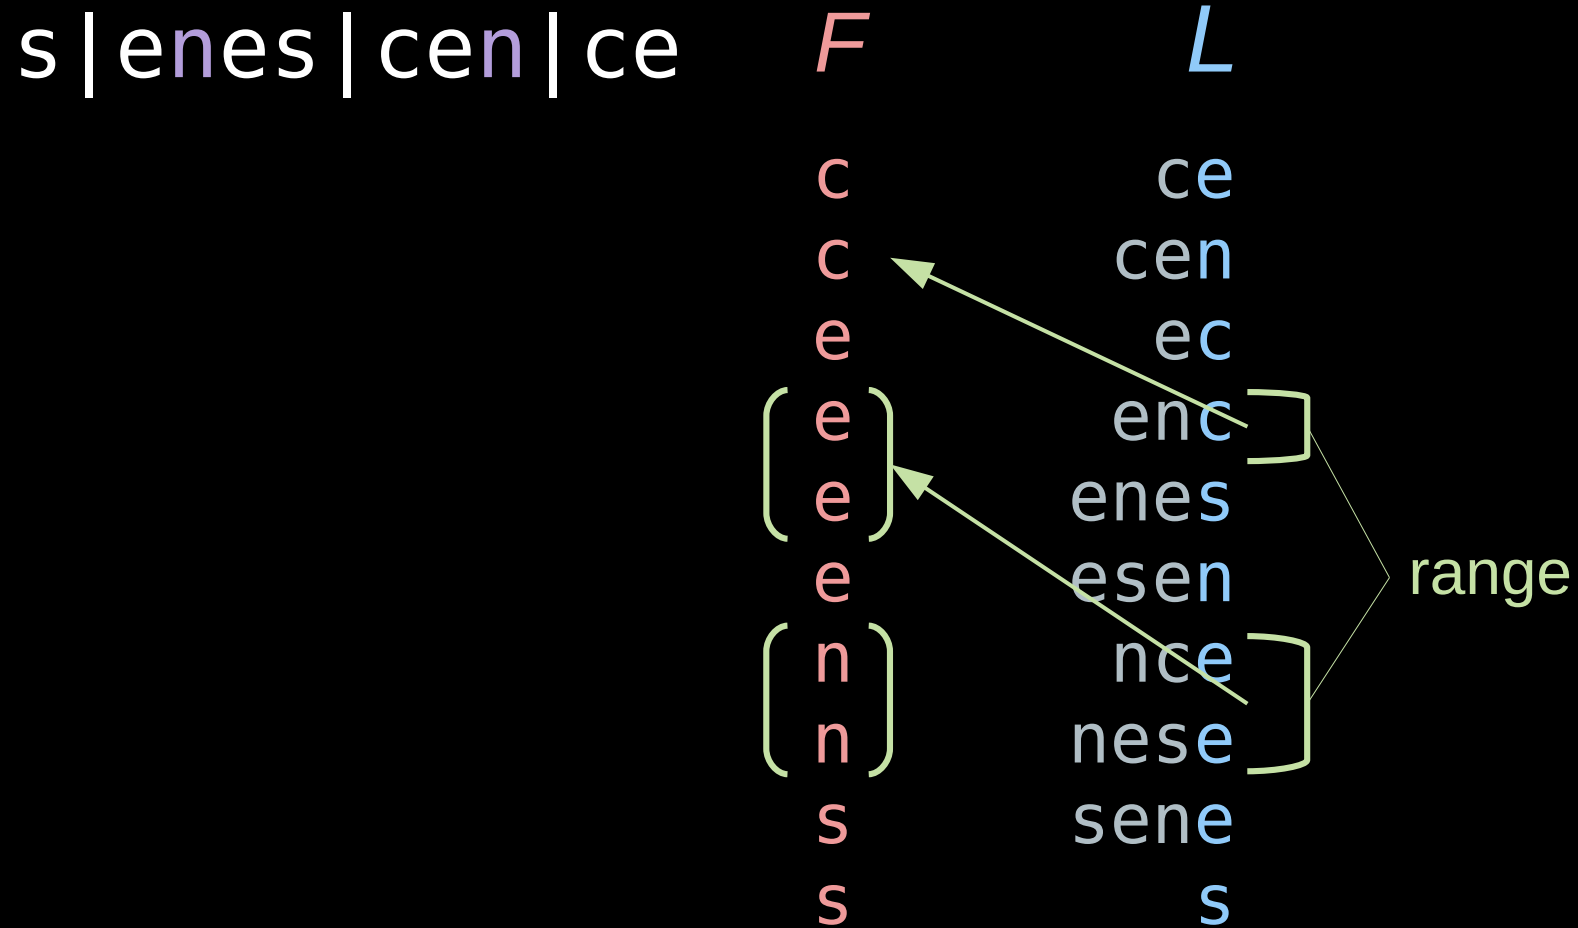 s|enes|cen|ce F L
c ce
c cen
e ec
e enc
e enes
e esen
range
n nce
n nese
s sene
s s